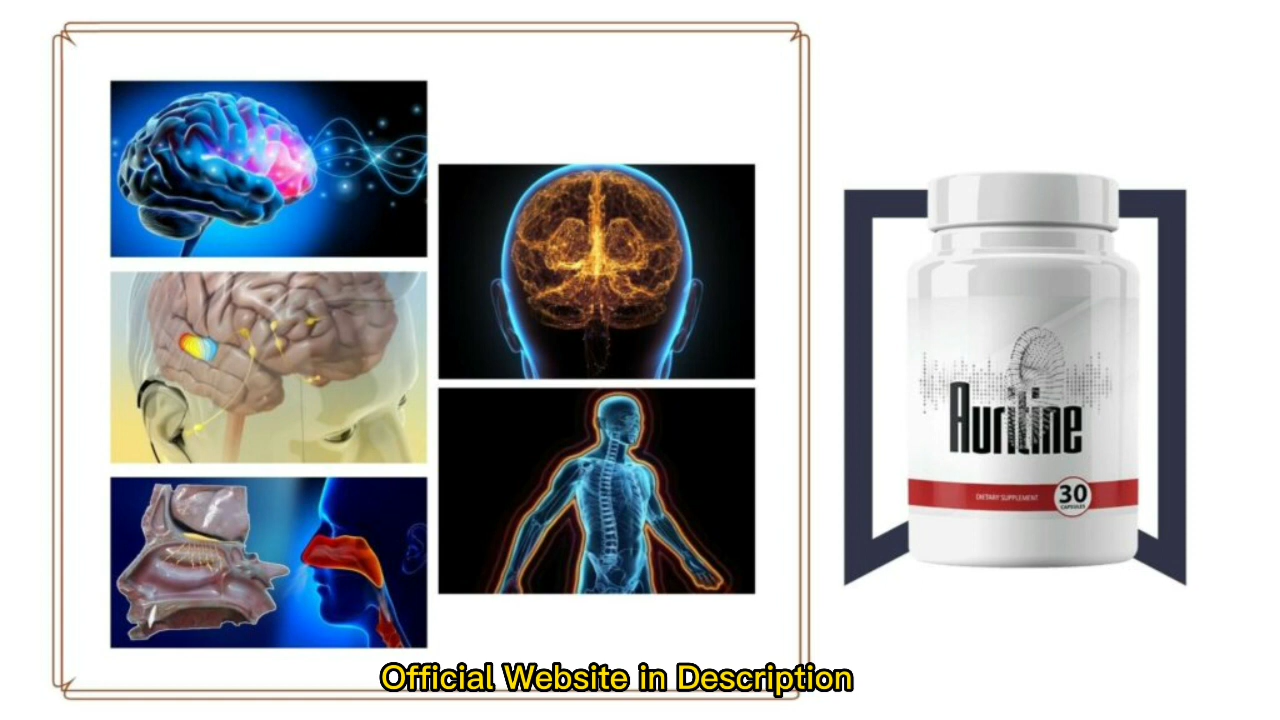 Auritine
DIETARY SUPPLEMENT
30
CAPSULES
Official Website in Description